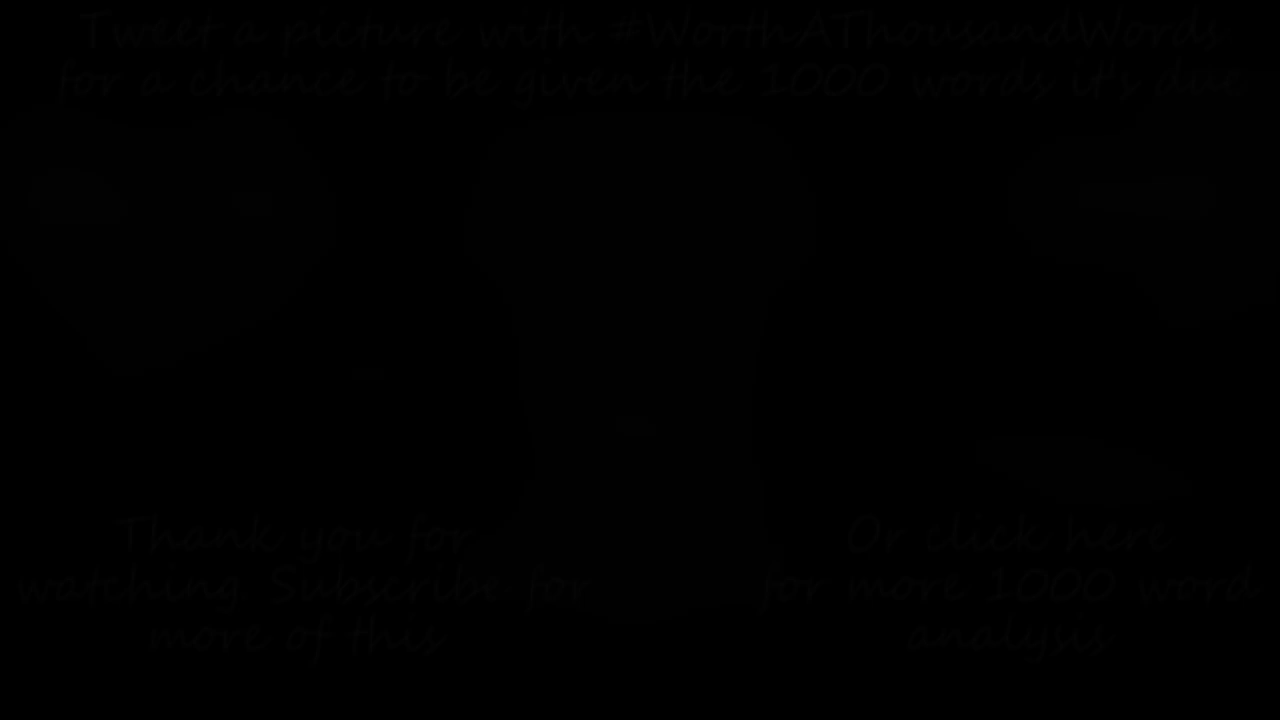 Tweet a picture with #WorthAThousandWords
for a chance to be given the 1000 words it's due
Thank you for
watching. Subscribe for
more of this
Or click here
for more 1000 word
analysis